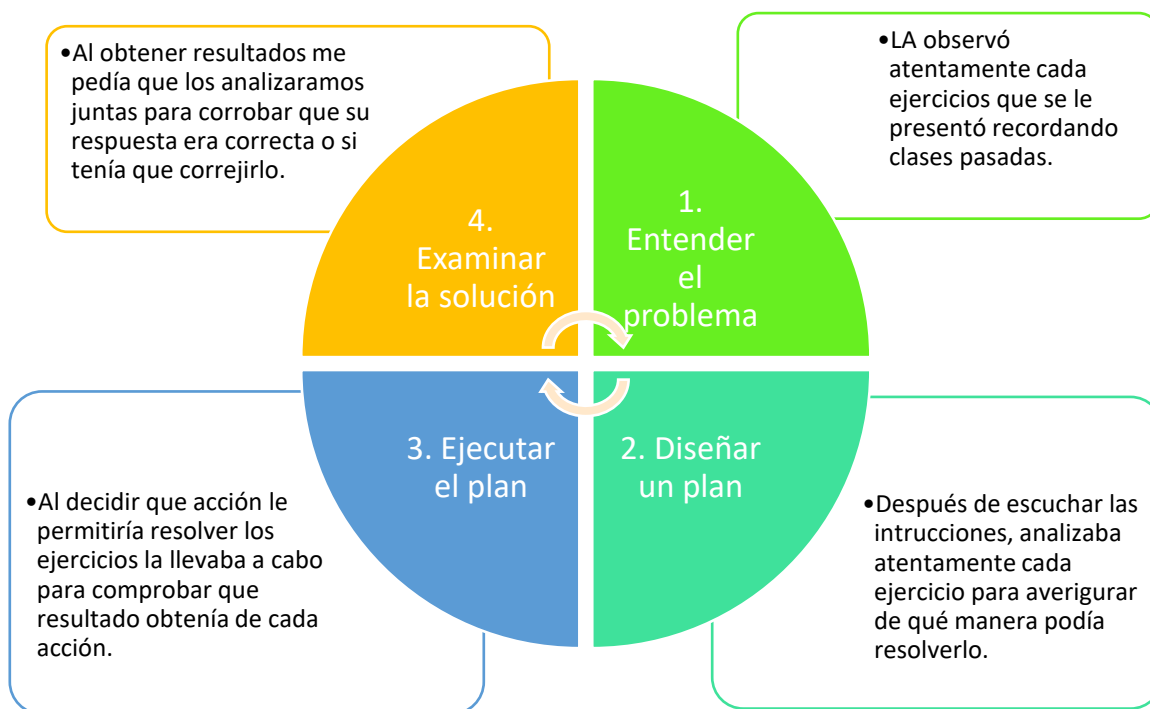 •Al obtener resultados me
pedía que los analizaramos
juntas para corrobar que su
respuesta era correcta o si
tenía que correjirlo.
•LA observó
atentamente cada
ejercicios que se le
presentó recordando
clases pasadas.
4.
Examinar
la solución
1.
Entender
el
problema
3. Ejecutar
el plan
2. Diseñar
un plan
•Al decidir que acción le
permitiría resolver los
ejercicios la llevaba a cabo
para comprobar que
resultado obtenía de cada
acción.
•Después de escuchar las
intrucciones, analizaba
atentamente cada
ejercicio para averigurar
de qué manera podía
resolverlo.